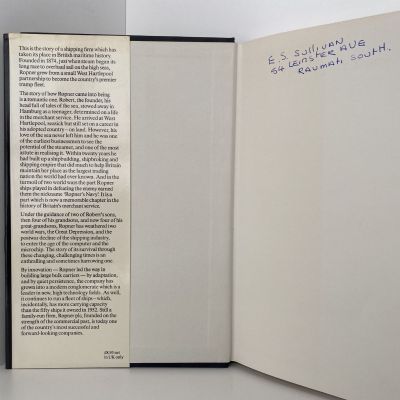 This is the story of a shipping firm which has
taken its place in British maritime history.
Founded in 1874, just when steam began its
long race to overhaul sail on the high seas,
Ropner grew from a small West Hartlepool
partnership to become the country's premier
tramp fleet.
The story of how Ropner came into being
is a romantic one. Robert, the founder, his
head full of tales of the sea, stowed away in
Hamburg as a teenager, determined on a life
in the merchant service. He arrived at West
Hartlepool, seasick but still set on a career in
his adopted country – on land. However, his
love of the sea never left him and he was one
of the earliest businessmen to see the
potential of the steamer, and one of the most
astute in realising it. Within twenty years he
had built up a shipbuilding, shipbroking and
shipping empire that did much to help Britain
maintain her place as the largest trading
nation the world had ever known. And in the
turmoil of two world wars the part Ropner
ships played in defeating the enemy earned
them the nickname 'Ropner's Navy'. It is a
part which is now a memorable chapter in the
history of Britain's merchant service.
Under the guidance of two of Robert's sons,
then four of his grandsons, and now four of his
great-grandsons, Ropner has weathered two
world wars, the Great Depression, and the
postwar decline of the shipping industry,
to enter the age of the computer and the
microchip. The story of its survival through
these changing, challenging times is an
enthralling and sometimes harrowing one.
By innovation – Ropner led the way in
building large bulk carriers – by adaptation,
and by quiet persistence, the company has
grown into a modern conglomerate which is a
leader in new, high technology fields. As well,
it continues to run a fleet of ships – which,
incidentally, has more carrying capacity
than the fifty ships it owned in 1952. Still a
family-run firm, Ropner plc, founded on the
strength of the commercial past, is today one
of the country's most successful and
forward-looking companies.
£8.95 net
in UK only
E.S. SULLIVAN
64 LEINSTER AVE
RAUMATI SOUTH.